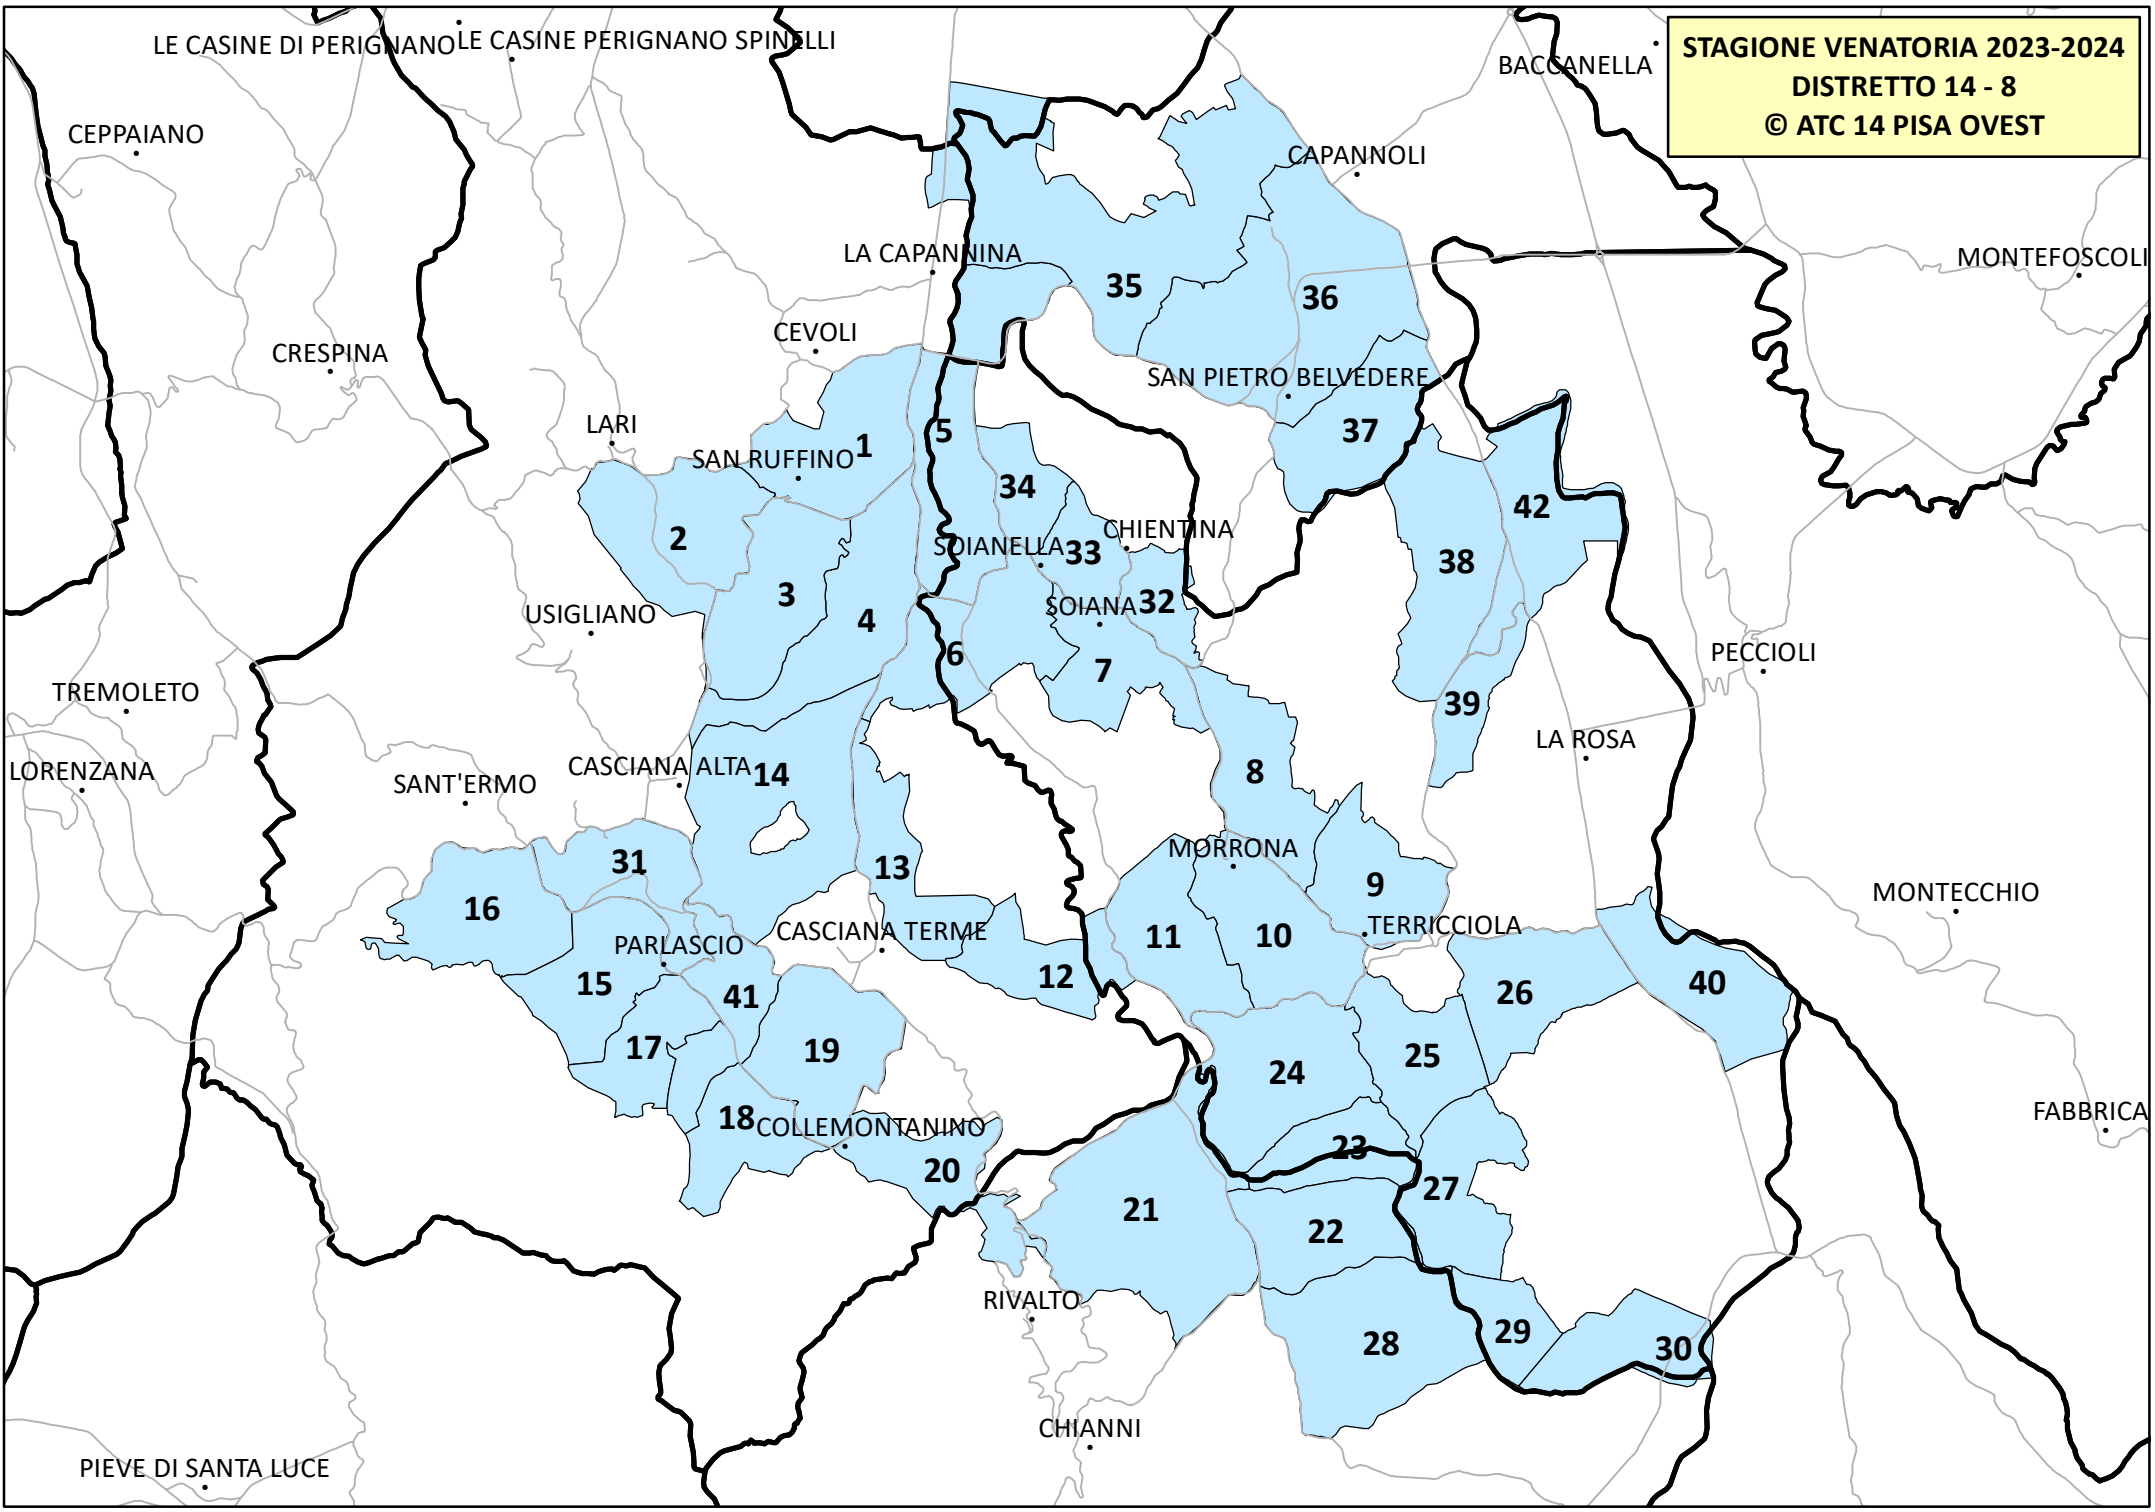 STAGIONE VENATORIA 2023-2024
DISTRETTO 14 - 8
© ATC 14 PISA OVEST
LE CASINE DI PERIGNANO
LE CASINE PERIGNANO SPINELLI
BACCANELLA
CEPPAIANO
CAPANNOLI
LA CAPANNINA
MONTEFOSCOLI
35
36
CEVOLI
CRESPINA
SAN PIETRO BELVEDERE
LARI
1
5
37
SAN RUFFINO
34
42
2
CHIENTINA
SOIANELLA
33
38
3
SOIANA
32
USIGLIANO
4
6
7
PECCIOLI
TREMOLETO
39
LA ROSA
LORENZANA
SANT'ERMO
CASCIANA ALTA
14
8
MORRONA
31
13
9
MONTECCHIO
16
PARLASCIO
CASCIANA TERME
11
10
TERRICCIOLA
15
41
12
26
40
17
19
24
25
18
COLLEMONTANINO
FABBRICA
23
20
27
21
22
RIVALTO
28
29
30
CHIANNI
PIEVE DI SANTA LUCE